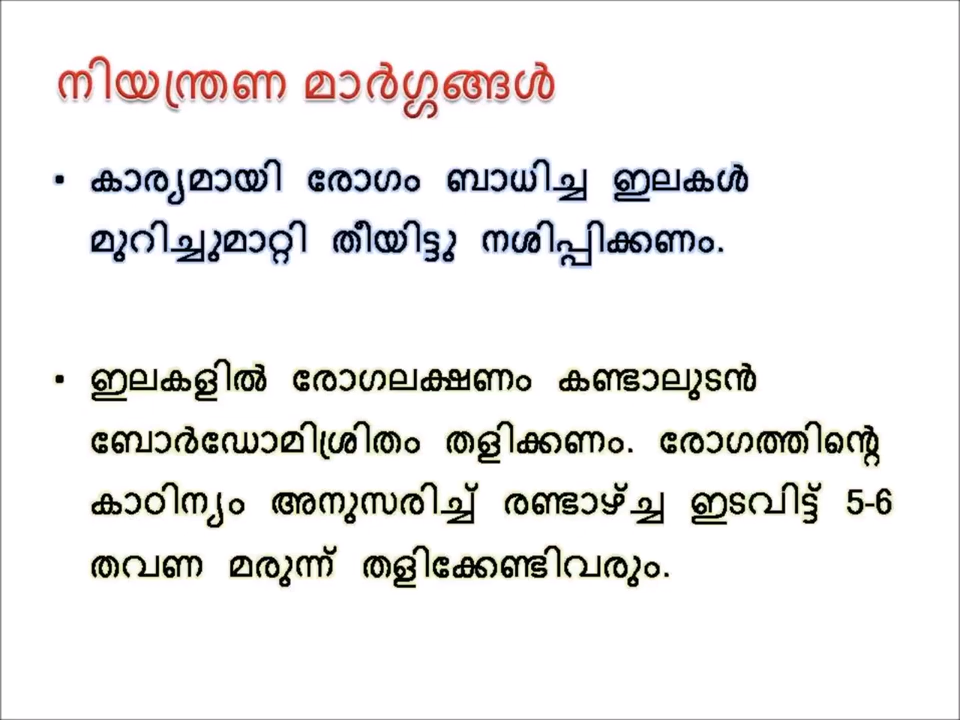 നിയന്ത്രണ മാർഗ്ഗങ്ങൾ
• കാര്യമായി രോഗം ബാധിച്ച ഇലകൾ
മുറിച്ചുമാറ്റി തീയിട്ടു നശിപ്പിക്കണം.
• ഇലകളിൽ രോഗലക്ഷണം കണ്ടാലുടൻ
ബോർഡോമിശ്രിതം തളിക്കണം. രോഗത്തിന്റെ
കാഠിന്യം അനുസരിച്ച് രണ്ടാഴ്ച്ച ഇടവിട്ട് 5-6
തവണ മരുന്ന് തളിക്കേണ്ടിവരും.